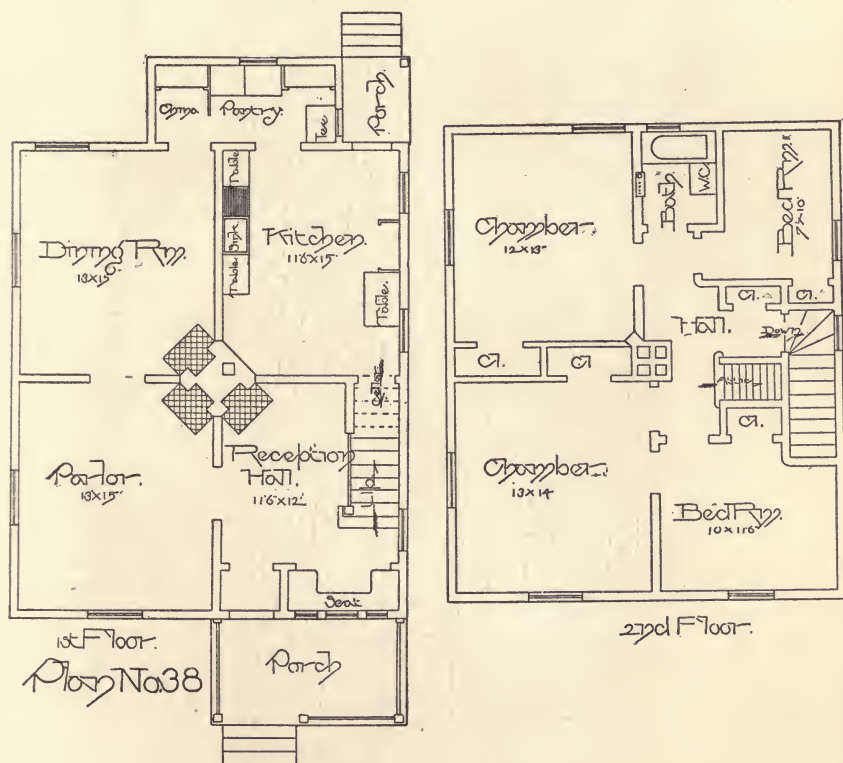 China
Pantry.
Ice
Porch.
Dining Rm.
13X15
Table
Sink
Table
Kitchen.
11'6X15'
Table.
Cellar
Parlor.
13X15'
Reception
Hall.
11'6X12'
Up
Seat
Porch
1st Floor.
Plan No.38
Chamber.
12X13'
Bath
W.C.
Bed Rm.
7'X10'
Cl.
Cl.
Hall.
Down
Cl.
Cl
Attic
Cl.
Chamber.
13X14
Bed Rm.
10X11'6"
2nd Floor.